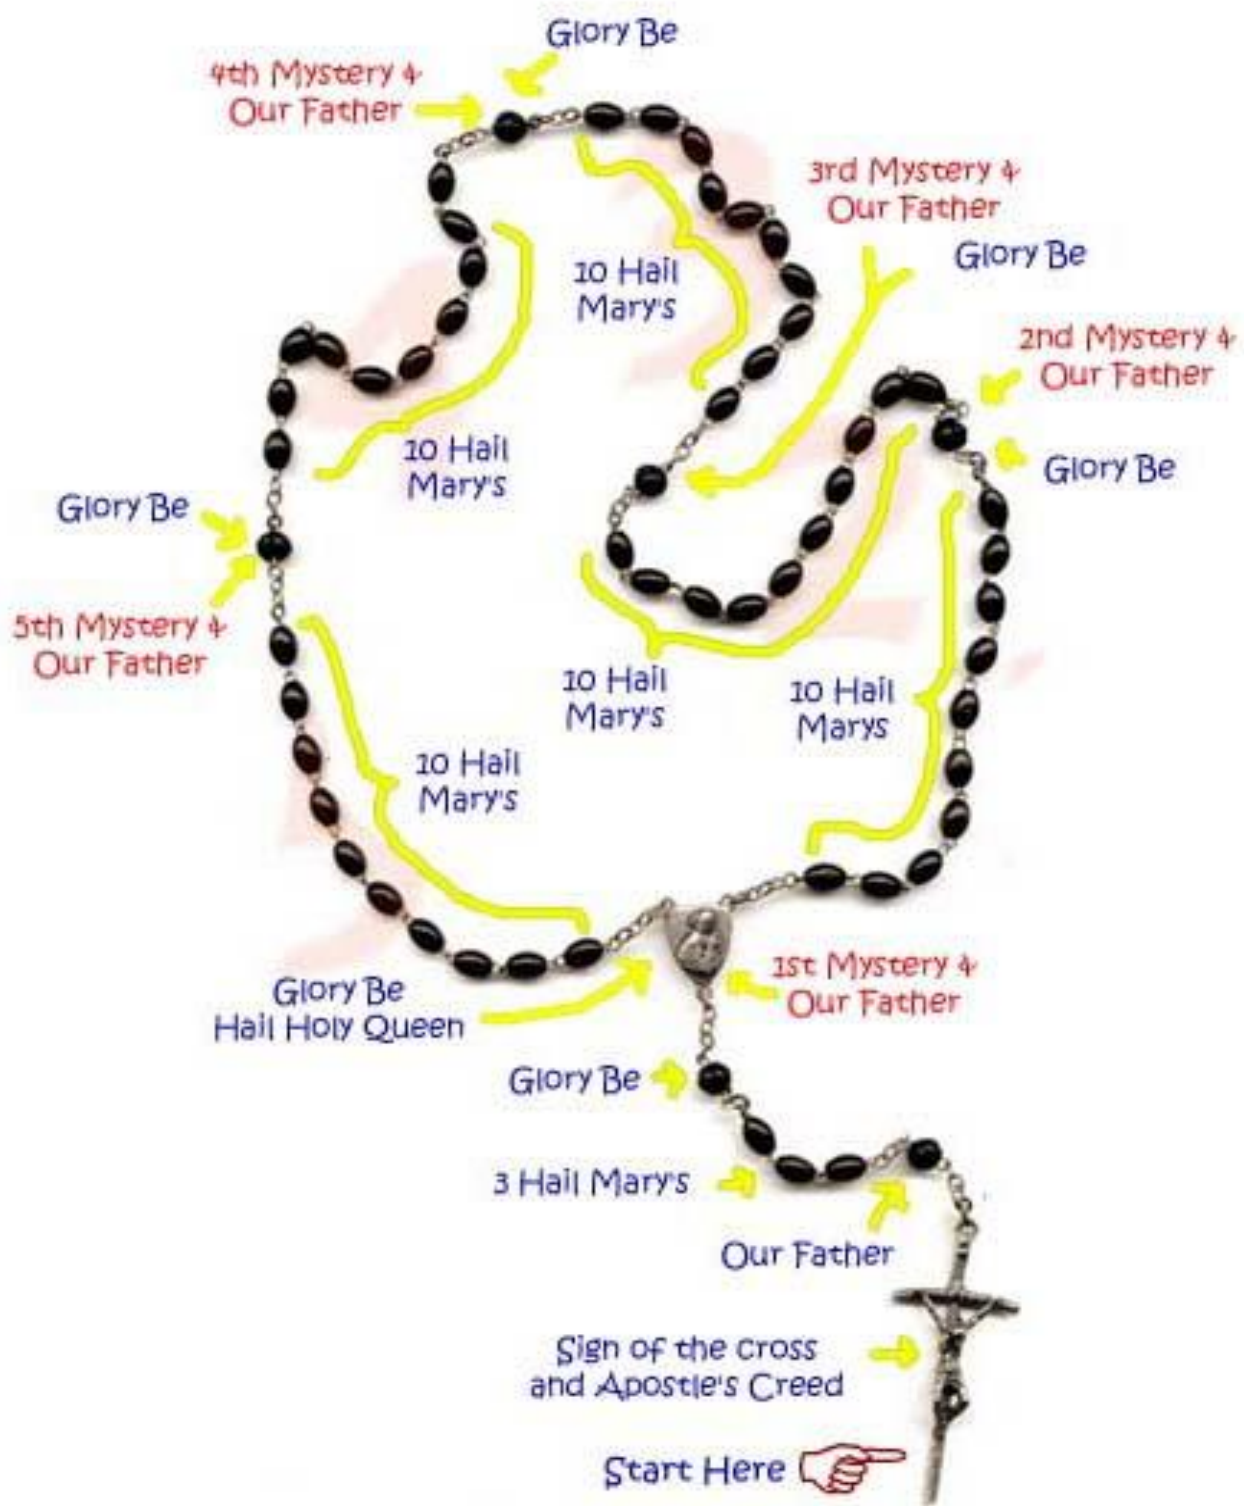 Glory Be
4th Mystery &
Our Father
3rd Mystery &
Our Father
Glory Be
10 Hail
Mary's
2nd Mystery &
Our Father
Glory Be
10 Hail
Mary's
Glory Be
5th Mystery &
Our Father
10 Hail
Mary's
10 Hail
Marys
10 Hail
Mary's
1st Mystery &
Our Father
Glory Be
Hail Holy Queen
Glory Be
3 Hail Mary's
Our Father
Sign of the cross
and Apostle's Creed
Start Here